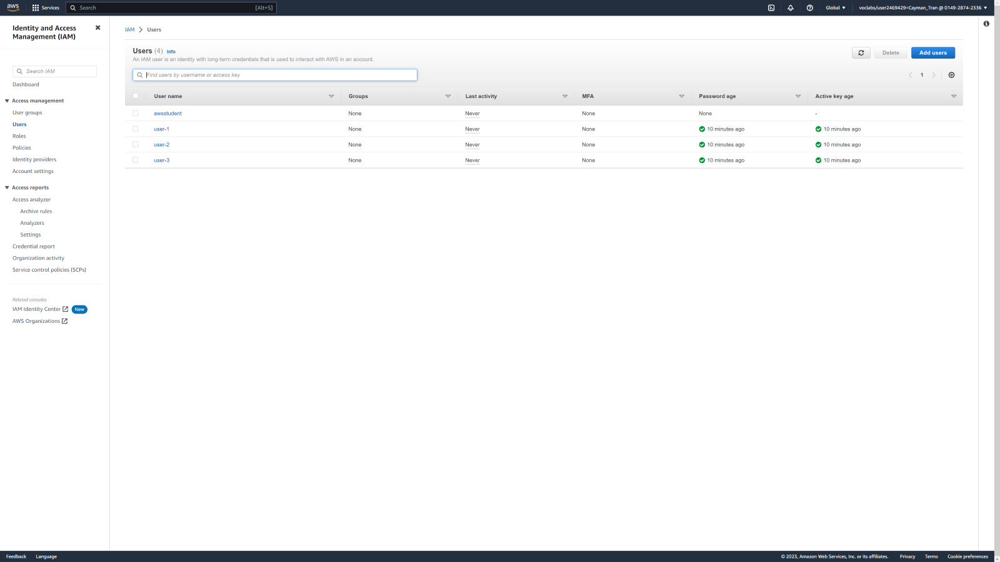 aws
Services
Search
[Alt+S]
Global
voclabs/user2469429=Cayman_Tran @ 0149-2874-2336
Identity and Access Management (IAM)
Search IAM
Dashboard
Access management
User groups
Users
Roles
Policies
Identity providers
Account settings
Access reports
Access analyzer
Archive rules
Analyzers
Settings
Credential report
Organization activity
Service control policies (SCPs)
Related consoles
IAM Identity Center New
AWS Organizations
IAM > Users
Users (4) Info
An IAM user is an identity with long-term credentials that is used to interact with AWS in an account.
Delete
Add users
Find users by username or access key
1
User name Groups Last activity MFA Password age Active key age
awsstudent None Never None None -
user-1 None Never None 10 minutes ago 10 minutes ago
user-2 None Never None 10 minutes ago 10 minutes ago
user-3 None Never None 10 minutes ago 10 minutes ago
Feedback Language © 2023, Amazon Web Services, Inc. or its affiliates. Privacy Terms Cookie preferences